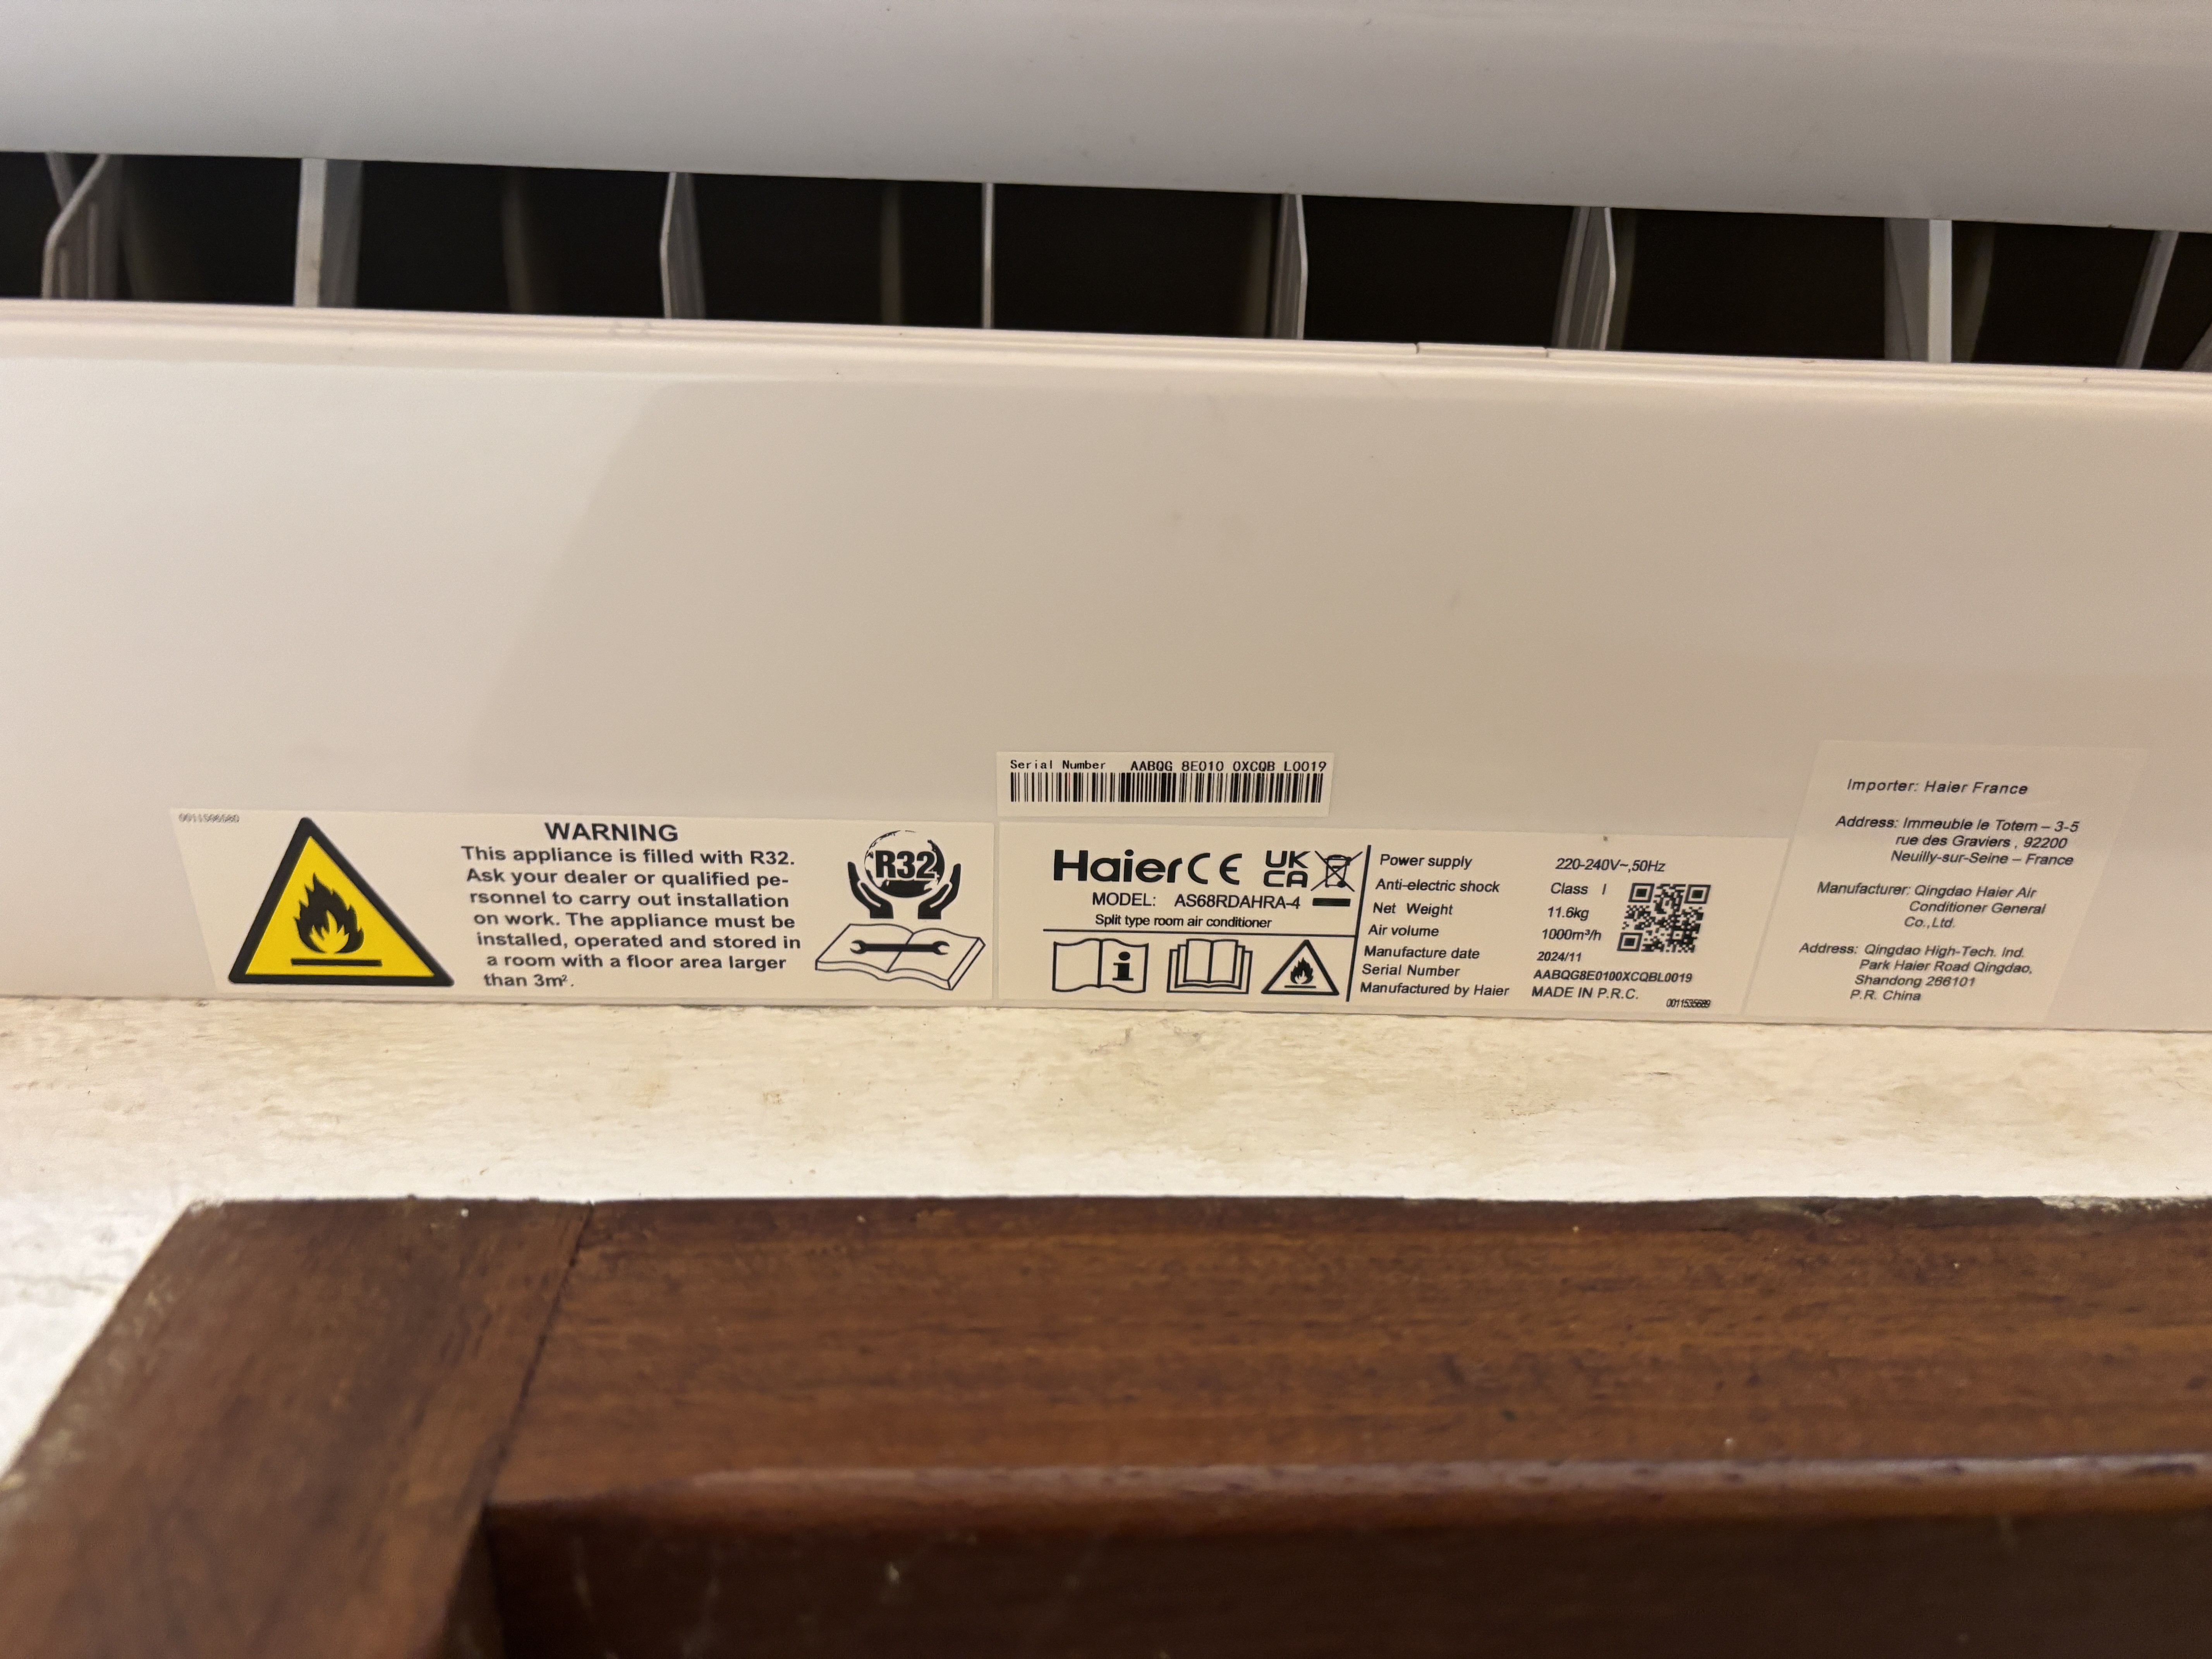 Serial Number AABQG 8E010 0XCQB L0019
WARNING
This appliance is filled with R32.
Ask your dealer or qualified pe-
rsonnel to carry out installation
on work. The appliance must be
installed, operated and stored in
a room with a floor area larger
than 3m².
R32
Haier CE UK CA
MODEL: AS68RDAHRA-4
Split type room air conditioner
Power supply 220-240V~,50Hz
Anti-electric shock Class I
Net Weight 11.6kg
Air volume 1000m³/h
Manufacture date 2024/11
Serial Number AABQG8E0100XCQBL0019
Manufactured by Haier MADE IN P.R.C.
0011535689
Importer: Haier France
Address: Immeuble le Totem – 3-5
rue des Graviers , 92200
Neuilly-sur-Seine – France
Manufacturer: Qingdao Haier Air
Conditioner General
Co.,Ltd.
Address: Qingdao High-Tech. Ind.
Park Haier Road Qingdao,
Shandong 266101
P.R. China